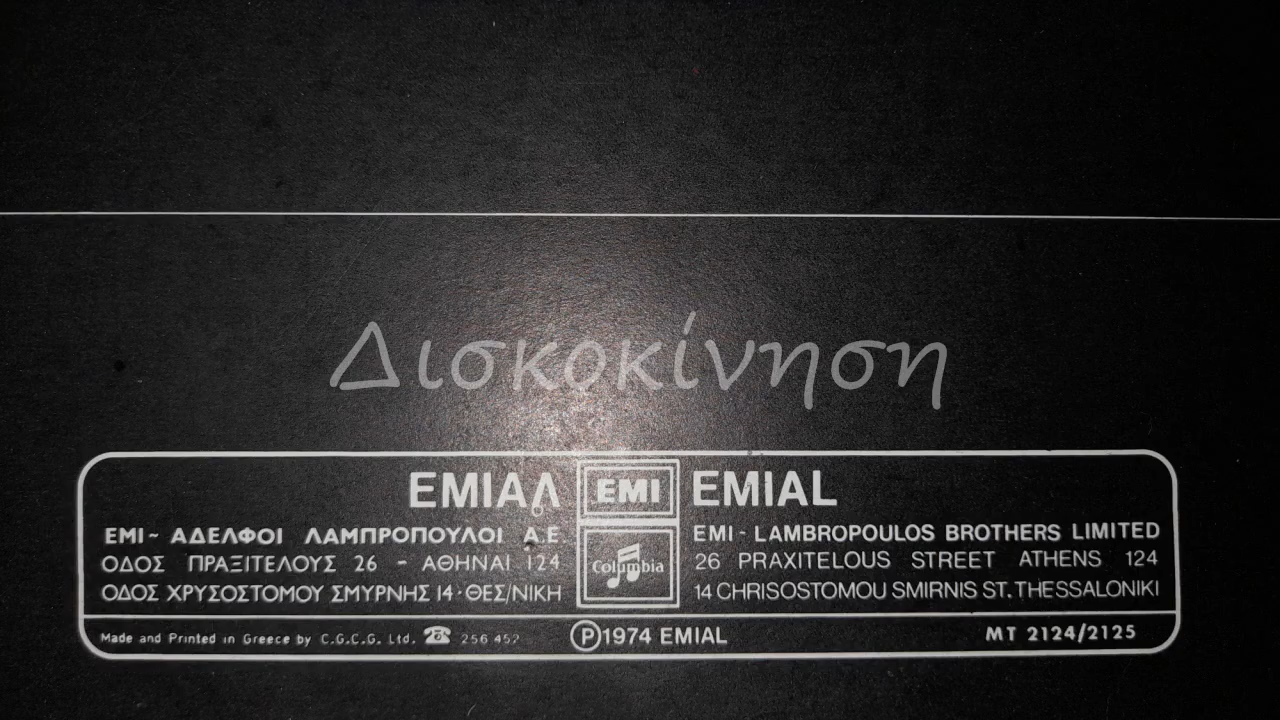 Δισκοκίνηση
ΕΜΙΑΛ
ΕΜΙ - ΑΔΕΛΦΟΙ ΛΑΜΠΡΟΠΟΥΛΟΙ Α.Ε.
ΟΔΟΣ ΠΡΑΞΙΤΕΛΟΥΣ 26 - ΑΘΗΝΑΙ 124
ΟΔΟΣ ΧΡΥΣΟΣΤΟΜΟΥ ΣΜΥΡΝΗΣ 14 · ΘΕΣ/ΝΙΚΗ
EMI
Columbia
EMIAL
EMI - LAMBROPOULOS BROTHERS LIMITED
26 PRAXITELOUS STREET ATHENS 124
14 CHRISOSTOMOU SMIRNIS ST. THESSALONIKI
Made and Printed in Greece by C.G.C.G. Ltd. ☎ 256 452
Ⓟ1974 EMIAL
MT 2124/2125